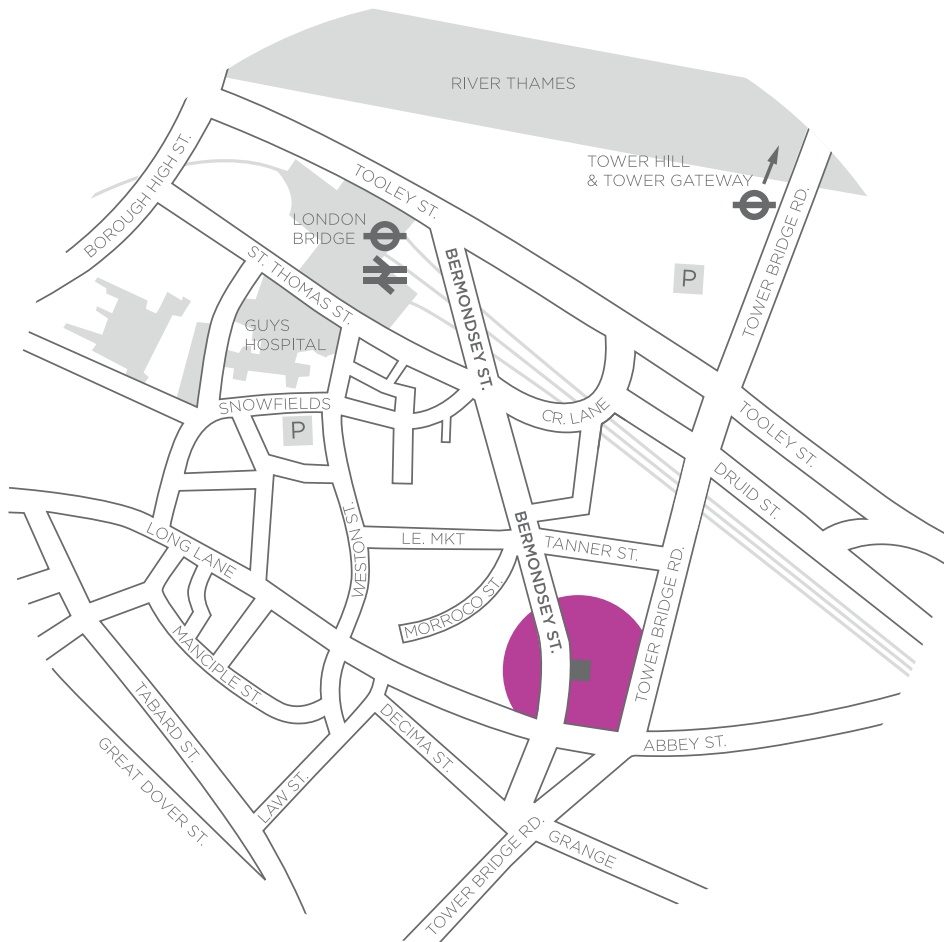 RIVER THAMES
TOWER HILL
& TOWER GATEWAY
BOROUGH HIGH ST.
TOOLEY ST.
LONDON
BRIDGE
TOWER BRIDGE RD.
ST. THOMAS ST.
BERMONDSEY ST.
P
GUYS
HOSPITAL
SNOWFIELDS
P
CR. LANE
TOOLEY ST.
DRUID ST.
LONG LANE
WESTON ST.
LE. MKT
BERMONDSEY ST.
TANNER ST.
MORROCO ST.
TOWER BRIDGE RD.
MANCIPLE ST.
TABARD ST.
GREAT DOVER ST.
LAW ST.
DECIMA ST.
ABBEY ST.
TOWER BRIDGE RD.
GRANGE